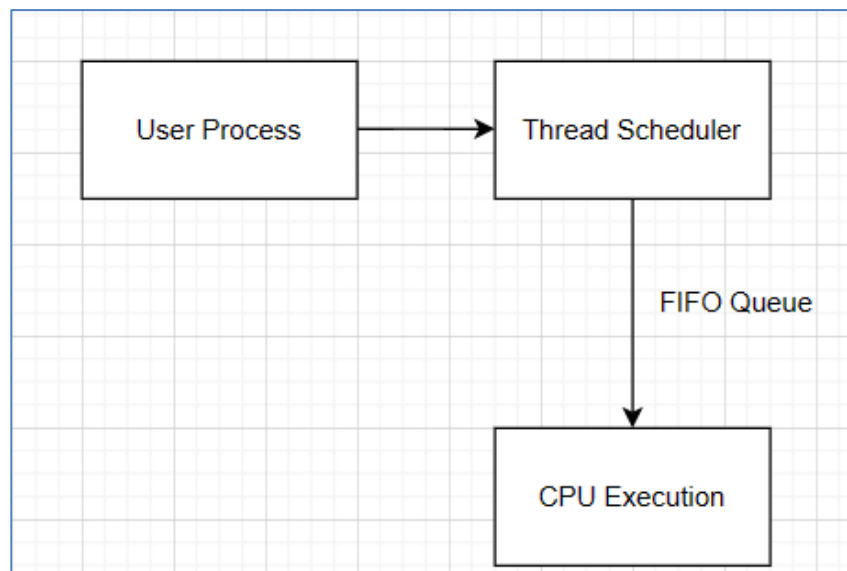 User Process
Thread Scheduler
FIFO Queue
CPU Execution